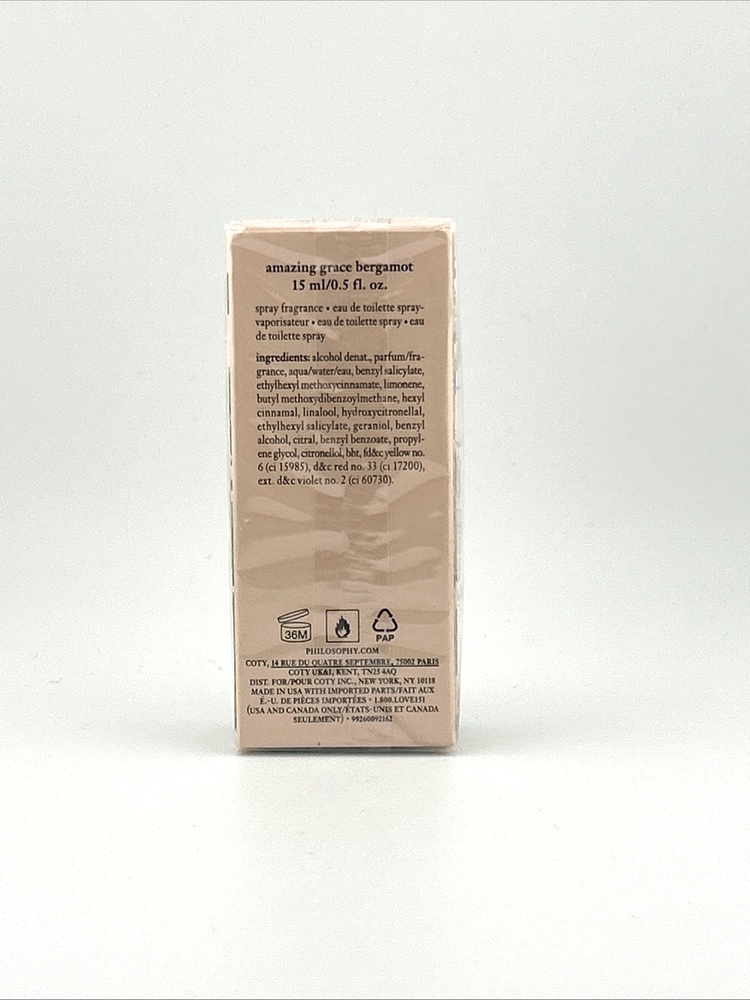 amazing grace bergamot
15 ml/0.5 fl. oz.
spray fragrance • eau de toilette spray-
vaporisateur • eau de toilette spray • eau
de toilette spray
ingredients: alcohol denat., parfum/fra-
grance, aqua/water/eau, benzyl salicylate,
ethylhexyl methoxycinnamate, limonene,
butyl methoxydibenzoylmethane, hexyl
cinnamal, linalool, hydroxycitronellal,
ethylhexyl salicylate, geraniol, benzyl
alcohol, citral, benzyl benzoate, propyl-
ene glycol, citronellol, bht, fd&c yellow no.
6 (ci 15985), d&c red no. 33 (ci 17200),
ext. d&c violet no. 2 (ci 60730).
36M
PAP
PHILOSOPHY.COM
COTY, 14 RUE DU QUATRE SEPTEMBRE, 75002 PARIS
COTY UK&I, KENT, TN25 4AQ
DIST. FOR/POUR COTY INC., NEW YORK, NY 10118
MADE IN USA WITH IMPORTED PARTS/FAIT AUX
É.-U. DE PIÈCES IMPORTÉES • 1.800.LOVE151
(USA AND CANADA ONLY/ÉTATS-UNIS ET CANADA
SEULEMENT) • 99260092162